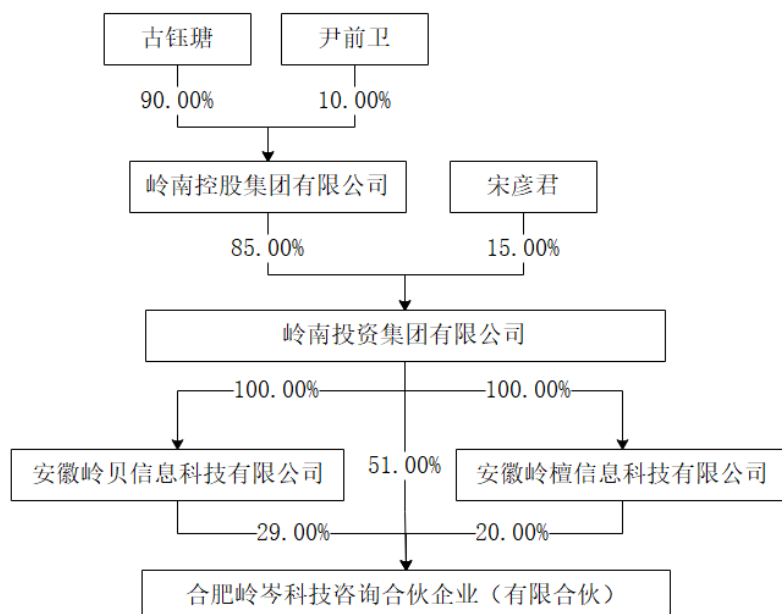 古钰瑭
尹前卫
90.00%
10.00%
岭南控股集团有限公司
宋彦君
85.00%
15.00%
岭南投资集团有限公司
100.00%
100.00%
安徽岭贝信息科技有限公司
51.00%
安徽岭檀信息科技有限公司
29.00%
20.00%
合肥岭岑科技咨询合伙企业（有限合伙）